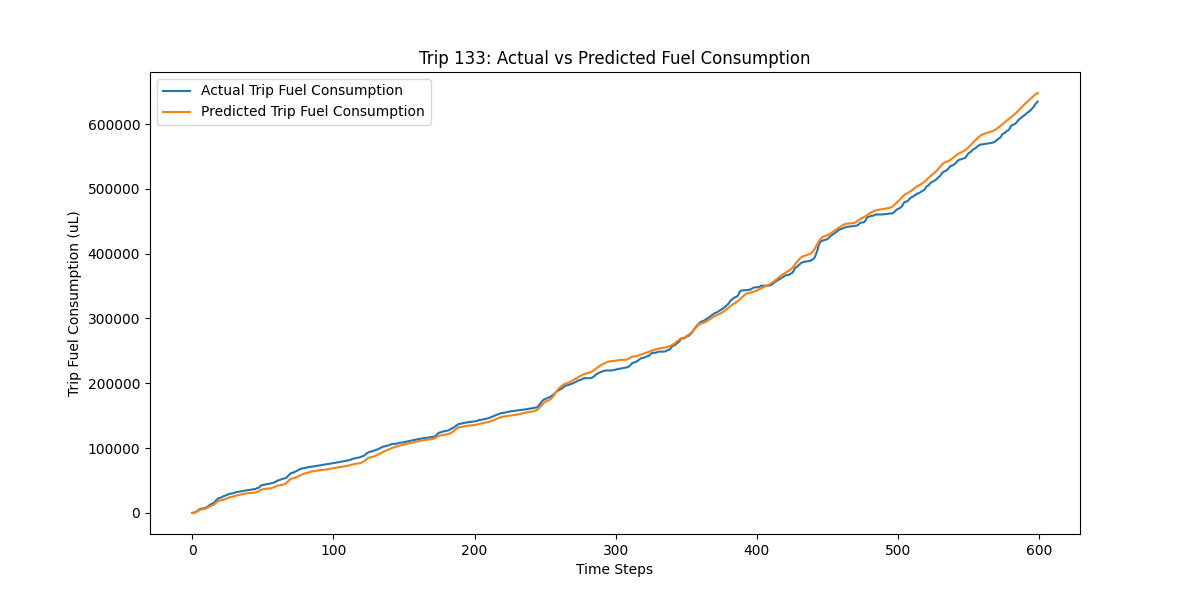 Trip 133: Actual vs Predicted Fuel Consumption
Actual Trip Fuel Consumption
Predicted Trip Fuel Consumption
Trip Fuel Consumption (uL)
600000
500000
400000
300000
200000
100000
0
0 100 200 300 400 500 600
Time Steps